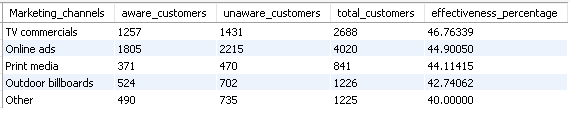 Marketing_channels aware_customers unaware_customers total_customers effectiveness_percentage
TV commercials 1257 1431 2688 46.76339
Online ads 1805 2215 4020 44.90050
Print media 371 470 841 44.11415
Outdoor billboards 524 702 1226 42.74062
Other 490 735 1225 40.00000